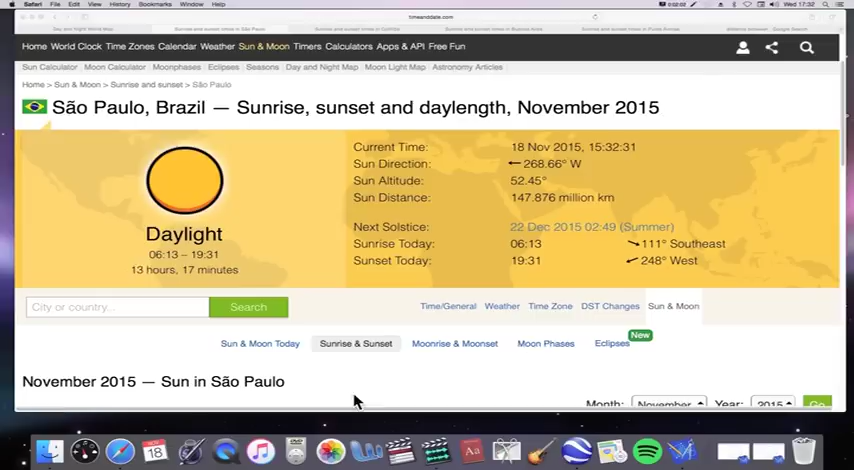 Safari File Edit View History Bookmarks Window Help
Wed 17:32
timeanddate.com
Home World Clock Time Zones Calendar Weather Sun & Moon Timers Calculators Apps & API Free Fun
Sun Calculator Moon Calculator Moonphases Eclipses Seasons Day and Night Map Moon Light Map Astronomy Articles
Home > Sun & Moon > Sunrise and sunset > São Paulo
São Paulo, Brazil — Sunrise, sunset and daylength, November 2015
Daylight
06:13 – 19:31
13 hours, 17 minutes
Current Time: 18 Nov 2015, 15:32:31
Sun Direction: 268.66° W
Sun Altitude: 52.45°
Sun Distance: 147.876 million km
Next Solstice: 22 Dec 2015 02:49 (Summer)
Sunrise Today: 06:13 111° Southeast
Sunset Today: 19:31 248° West
City or country... Search
Time/General Weather Time Zone DST Changes Sun & Moon
New
Sun & Moon Today Sunrise & Sunset Moonrise & Moonset Moon Phases Eclipses
November 2015 — Sun in São Paulo
Month: November Year: 2015 Go
18
Aa